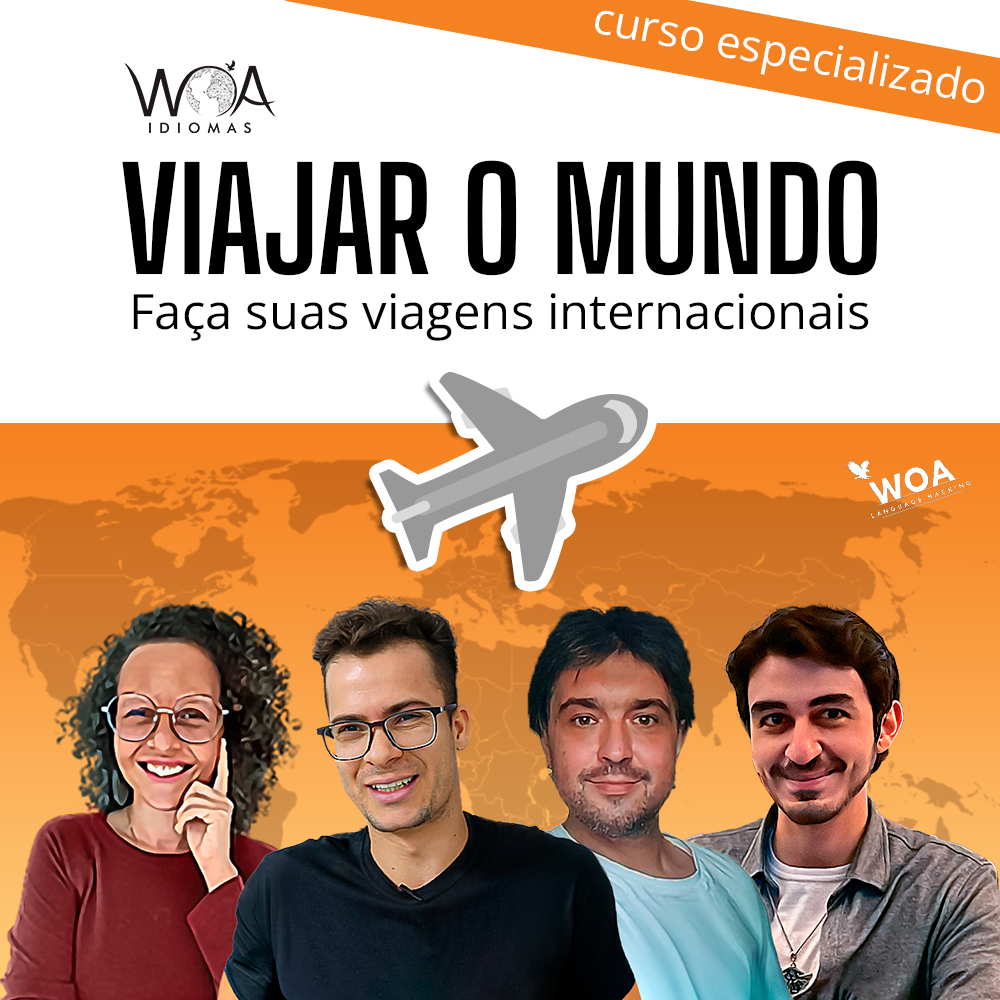 curso especializado
WOA
IDIOMAS
VIAJAR O MUNDO
Faça suas viagens internacionais
WOA
LANGUAGE HACKING